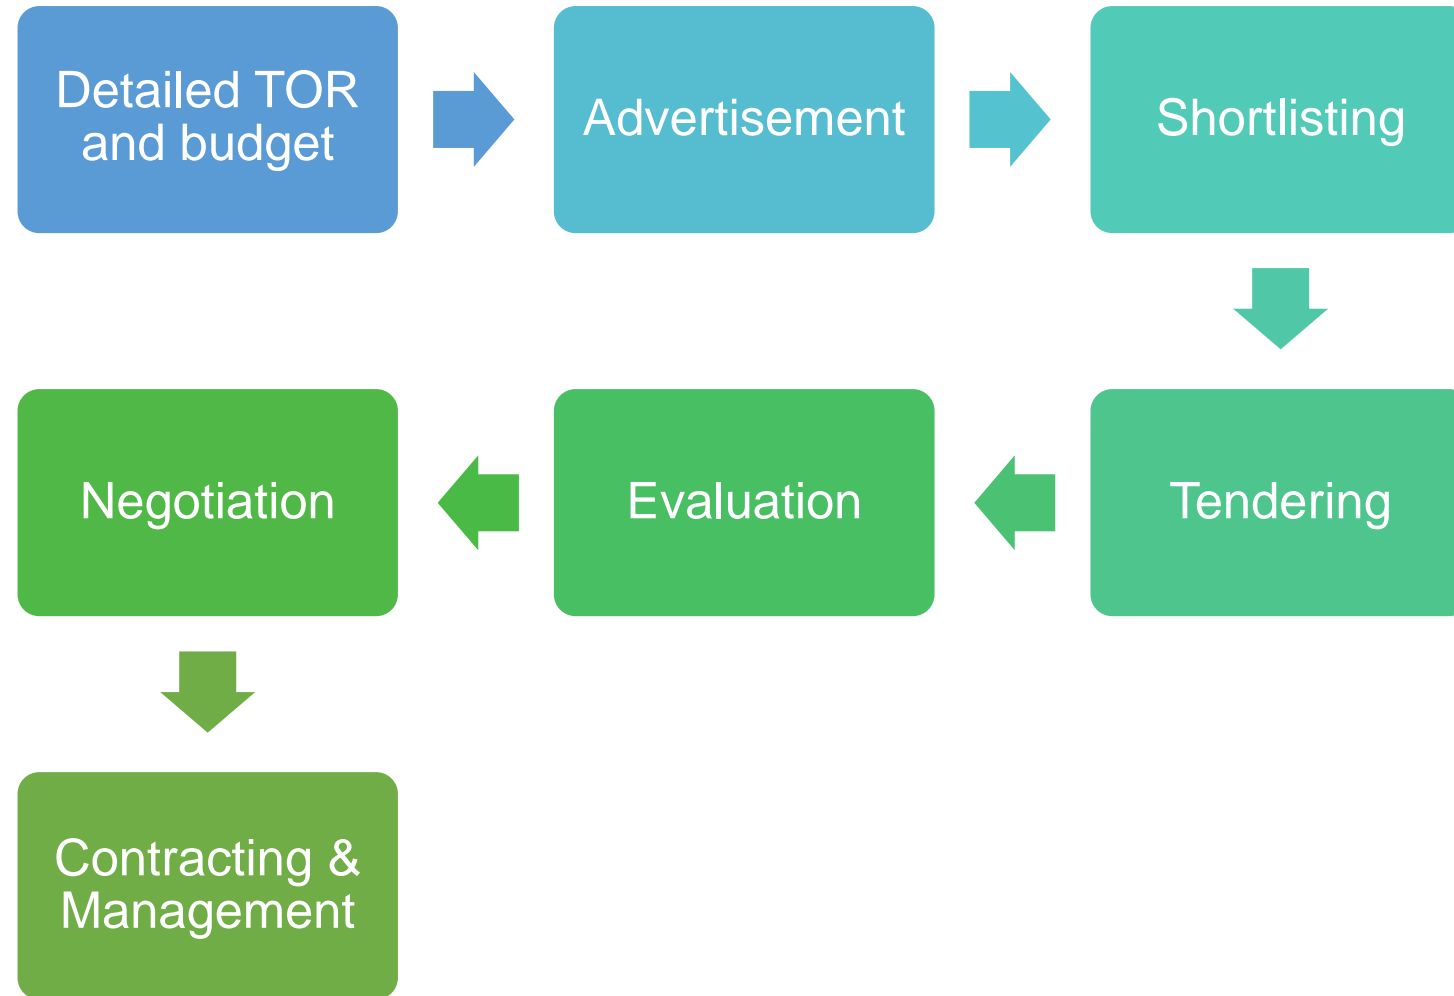 Detailed TOR
and budget
Advertisement
Shortlisting
Tendering
Evaluation
Negotiation
Contracting &
Management